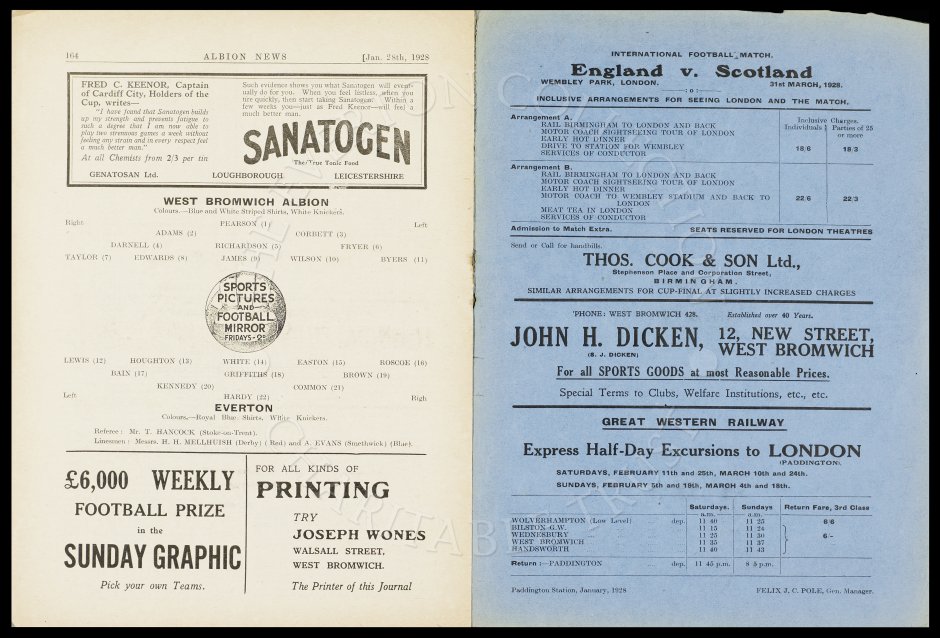 164 ALBION NEWS [Jan. 28th, 1928
FRED C. KEENOR, Captain
of Cardiff City, Holders of the
Cup, writes—
"I have found that Sanatogen builds
up my strength and prevents fatigue to
such a degree that I am now able to
play two strenuous games a week without
feeling any strain and in every respect feel
a much better man."
At all Chemists from 2/3 per tin
Such evidence shows you what Sanatogen will event-
ually do for you. When you feel listless, when you
tire quickly, then start taking Sanatogen. Within a
few weeks you—just as Fred Keenor—will feel a
much better man.
SANATOGEN
The True Tonic Food
GENATOSAN Ltd. LOUGHBOROUGH LEICESTERSHIRE
WEST BROMWICH ALBION
Colours.—Blue and White Striped Shirts, White Knickers.
Right PEARSON (1) Left
ADAMS (2) CORBETT (3)
DARNELL (4) RICHARDSON (5) FRYER (6)
TAYLOR (7) EDWARDS (8) JAMES (9) WILSON (10) BYERS (11)
SPORTS
PICTURES
AND
FOOTBALL
MIRROR
FRIDAYS - 2D
LEWIS (12) HOUGHTON (13) WHITE (14) EASTON (15) ROSCOE (16)
BAIN (17) GRIFFITHS (18) BROWN (19)
KENNEDY (20) COMMON (21)
Left HARDY (22) Righ
EVERTON
Colours.—Royal Blue Shirts, White Knickers.
Referee: Mr. T. HANCOCK (Stoke-on-Trent).
Linesmen: Messrs. H. H. MELLHUISH (Derby) (Red) and A. EVANS (Smethwick) (Blue).
£6,000 WEEKLY
FOOTBALL PRIZE
in the
SUNDAY GRAPHIC
Pick your own Teams.
FOR ALL KINDS OF
PRINTING
TRY
JOSEPH WONES
WALSALL STREET,
WEST BROMWICH.
The Printer of this Journal
INTERNATIONAL FOOTBALL MATCH.
England v. Scotland
WEMBLEY PARK, LONDON. 31st MARCH, 1928.
:o:
INCLUSIVE ARRANGEMENTS FOR SEEING LONDON AND THE MATCH.
Inclusive Charges.
Individuals Parties of 25
or more
Arrangement A.
RAIL BIRMINGHAM TO LONDON AND BACK
MOTOR COACH SIGHTSEEING TOUR OF LONDON
EARLY HOT DINNER
DRIVE TO STATION FOR WEMBLEY 18/6 18/3
SERVICES OF CONDUCTOR
Arrangement B.
RAIL BIRMINGHAM TO LONDON AND BACK
MOTOR COACH SIGHTSEEING TOUR OF LONDON
EARLY HOT DINNER
MOTOR COACH TO WEMBLEY STADIUM AND BACK TO 22/6 22/3
LONDON
MEAT TEA IN LONDON
SERVICES OF CONDUCTOR
Admission to Match Extra. SEATS RESERVED FOR LONDON THEATRES
Send or Call for handbills.
THOS. COOK & SON Ltd.,
Stephenson Place and Corporation Street,
BIRMINGHAM.
SIMILAR ARRANGEMENTS FOR CUP-FINAL AT SLIGHTLY INCREASED CHARGES
'PHONE: WEST BROMWICH 428. Established over 40 Years.
JOHN H. DICKEN, 12, NEW STREET,
(S. J. DICKEN) WEST BROMWICH
For all SPORTS GOODS at most Reasonable Prices.
Special Terms to Clubs, Welfare Institutions, etc., etc.
GREAT WESTERN RAILWAY
Express Half-Day Excursions to LONDON
(PADDINGTON).
SATURDAYS, FEBRUARY 11th and 25th, MARCH 10th and 24th.
SUNDAYS, FEBRUARY 5th and 19th, MARCH 4th and 18th.
Saturdays. Sundays Return Fare, 3rd Class
a.m. a.m.
WOLVERHAMPTON (Low Level) dep. 11 40 11 25 6/6
BILSTON G.W. 11 15 11 24
WEDNESBURY 11 25 11 30 6/-
WEST BROMWICH 11 35 11 37
HANDSWORTH 11 40 11 43
Return:—PADDINGTON dep. 11 45 p.m. 8 5 p.m.
Paddington Station, January, 1928 FELIX J. C. POLE, Gen. Manager.